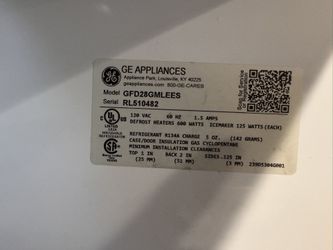 GE APPLIANCES
Appliance Park, Louisville, KY 40225
geappliances.com 800-GE-CARES
Model GFD28GMLEES
Serial RL510482
UL
LISTED
120 VAC 60 HZ 1.5 AMPS
DEFROST HEATERS 600 WATTS ICEMAKER 125 WATTS (EACH)
REFRIGERANT R134A CHARGE 5 OZ. (142 GRAMS)
CASE/DOOR INSULATION GAS CYCLOPENTANE
MINIMUM INSTALLATION CLEARANCES
TOP 1 IN BACK 2 IN SIDES .125 IN
(25 MM) (51 MM) (3 MM) 239D5304G001